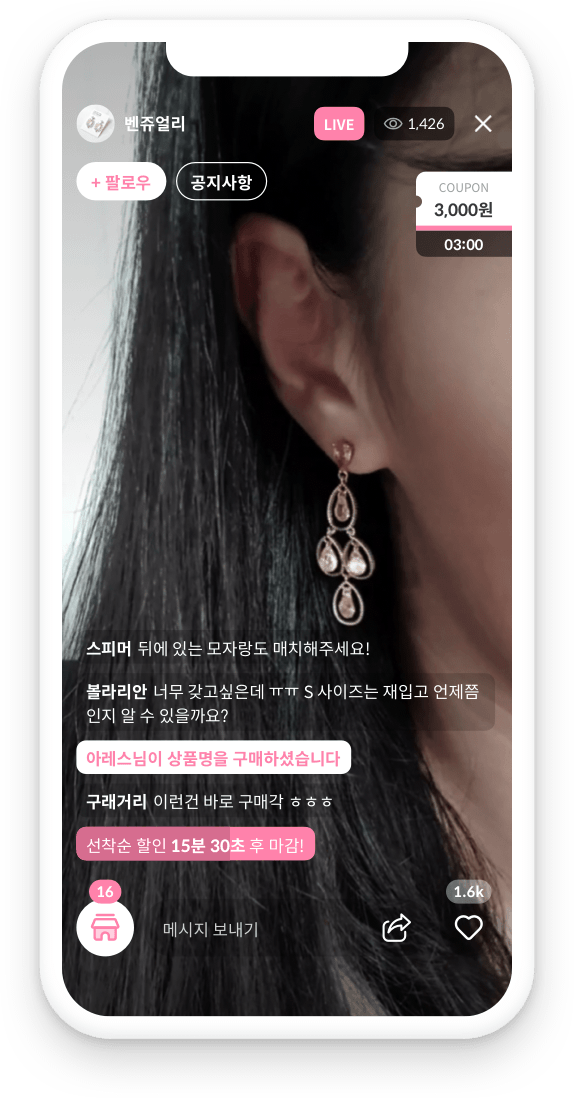 벤쥬얼리
LIVE
1,426
+ 팔로우
공지사항
COUPON
3,000원
03:00
스피머 뒤에 있는 모자랑도 매치해주세요!
볼라리안 너무 갖고싶은데 ㅠㅠ S 사이즈는 재입고 언제쯤
인지 알 수 있을까요?
아레스님이 상품명을 구매하셨습니다
구래거리 이런건 바로 구매각 ㅎㅎㅎ
선착순 할인 15분 30초 후 마감!
16
1.6k
메시지 보내기